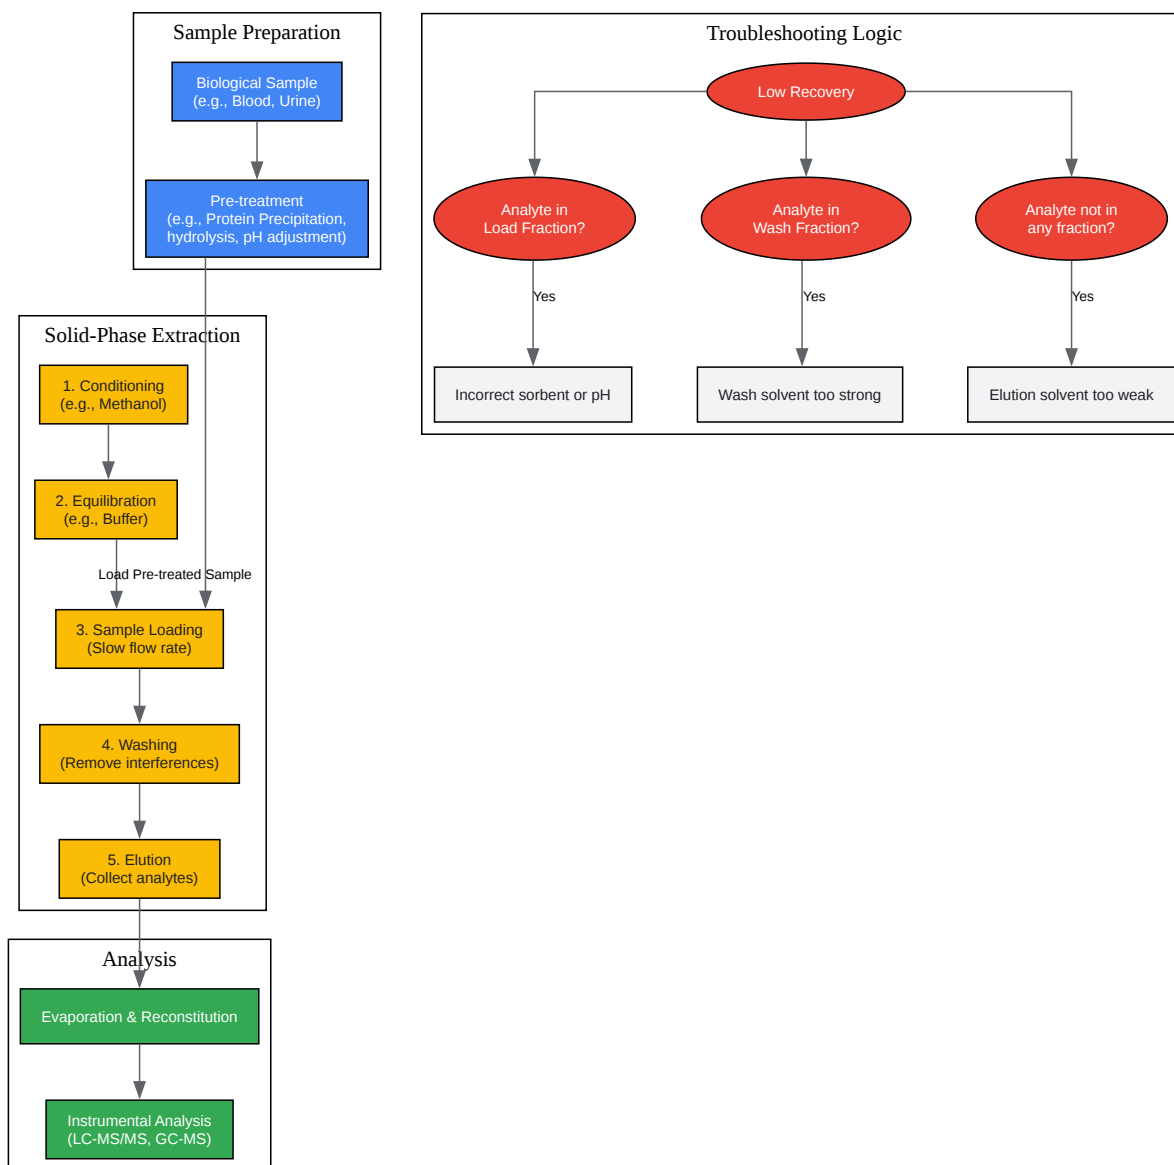 Sample Preparation
Biological Sample
(e.g., Blood, Urine)
Pre-treatment
(e.g., Protein Precipitation,
hydrolysis, pH adjustment)
Solid-Phase Extraction
1. Conditioning
(e.g., Methanol)
2. Equilibration
(e.g., Buffer)
Load Pre-treated Sample
3. Sample Loading
(Slow flow rate)
4. Washing
(Remove interferences)
5. Elution
(Collect analytes)
Analysis
Evaporation & Reconstitution
Instrumental Analysis
(LC-MS/MS, GC-MS)
Troubleshooting Logic
Low Recovery
Analyte in
Load Fraction?
Yes
Incorrect sorbent or pH
Analyte in
Wash Fraction?
Yes
Wash solvent too strong
Analyte not in
any fraction?
Yes
Elution solvent too weak